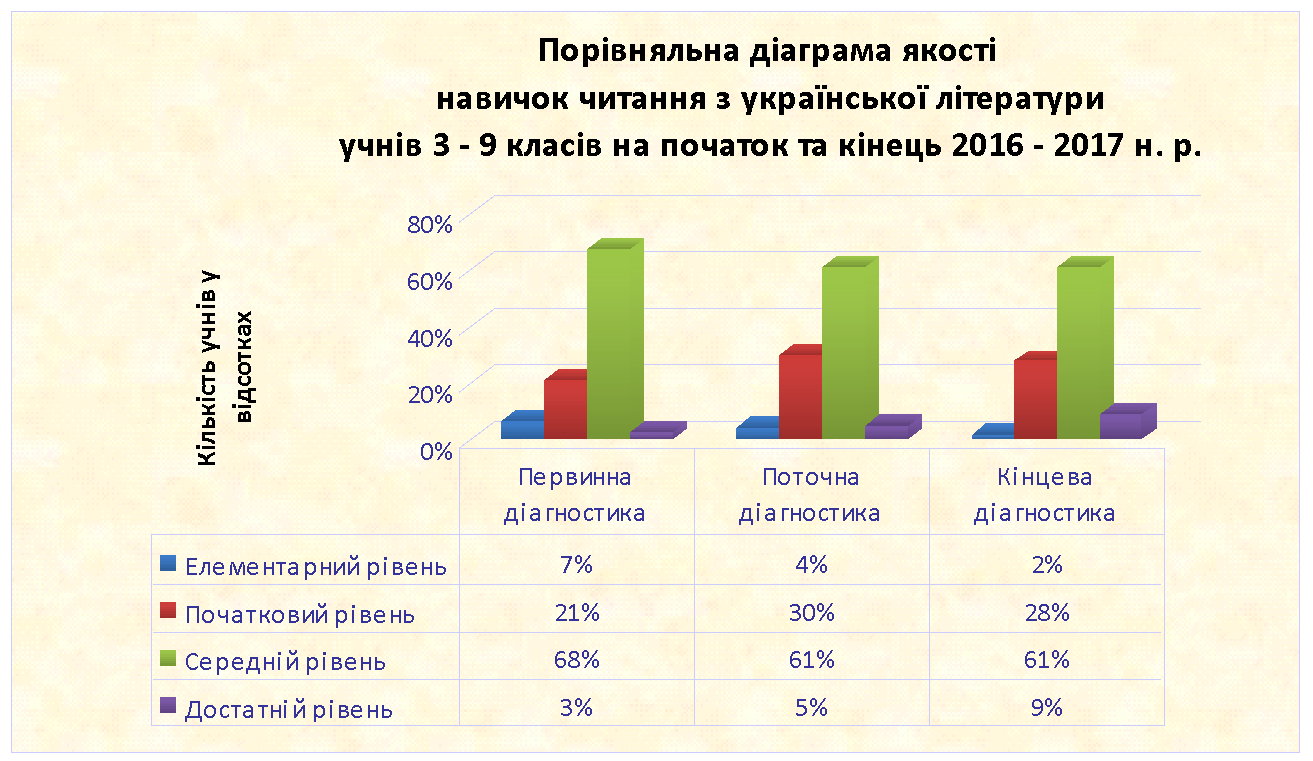 Порівняльна діаграма якості
навичок читання з української літератури
учнів 3 - 9 класів на початок та кінець 2016 - 2017 н. р.
Кількість учнів у
відсотках
80%
60%
40%
20%
0%
Первинна діагностика
Поточна діагностика
Кінцева діагностика
Елементарний рівень 7% 4% 2%
Початковий рівень 21% 30% 28%
Середній рівень 68% 61% 61%
Достатній рівень 3% 5% 9%